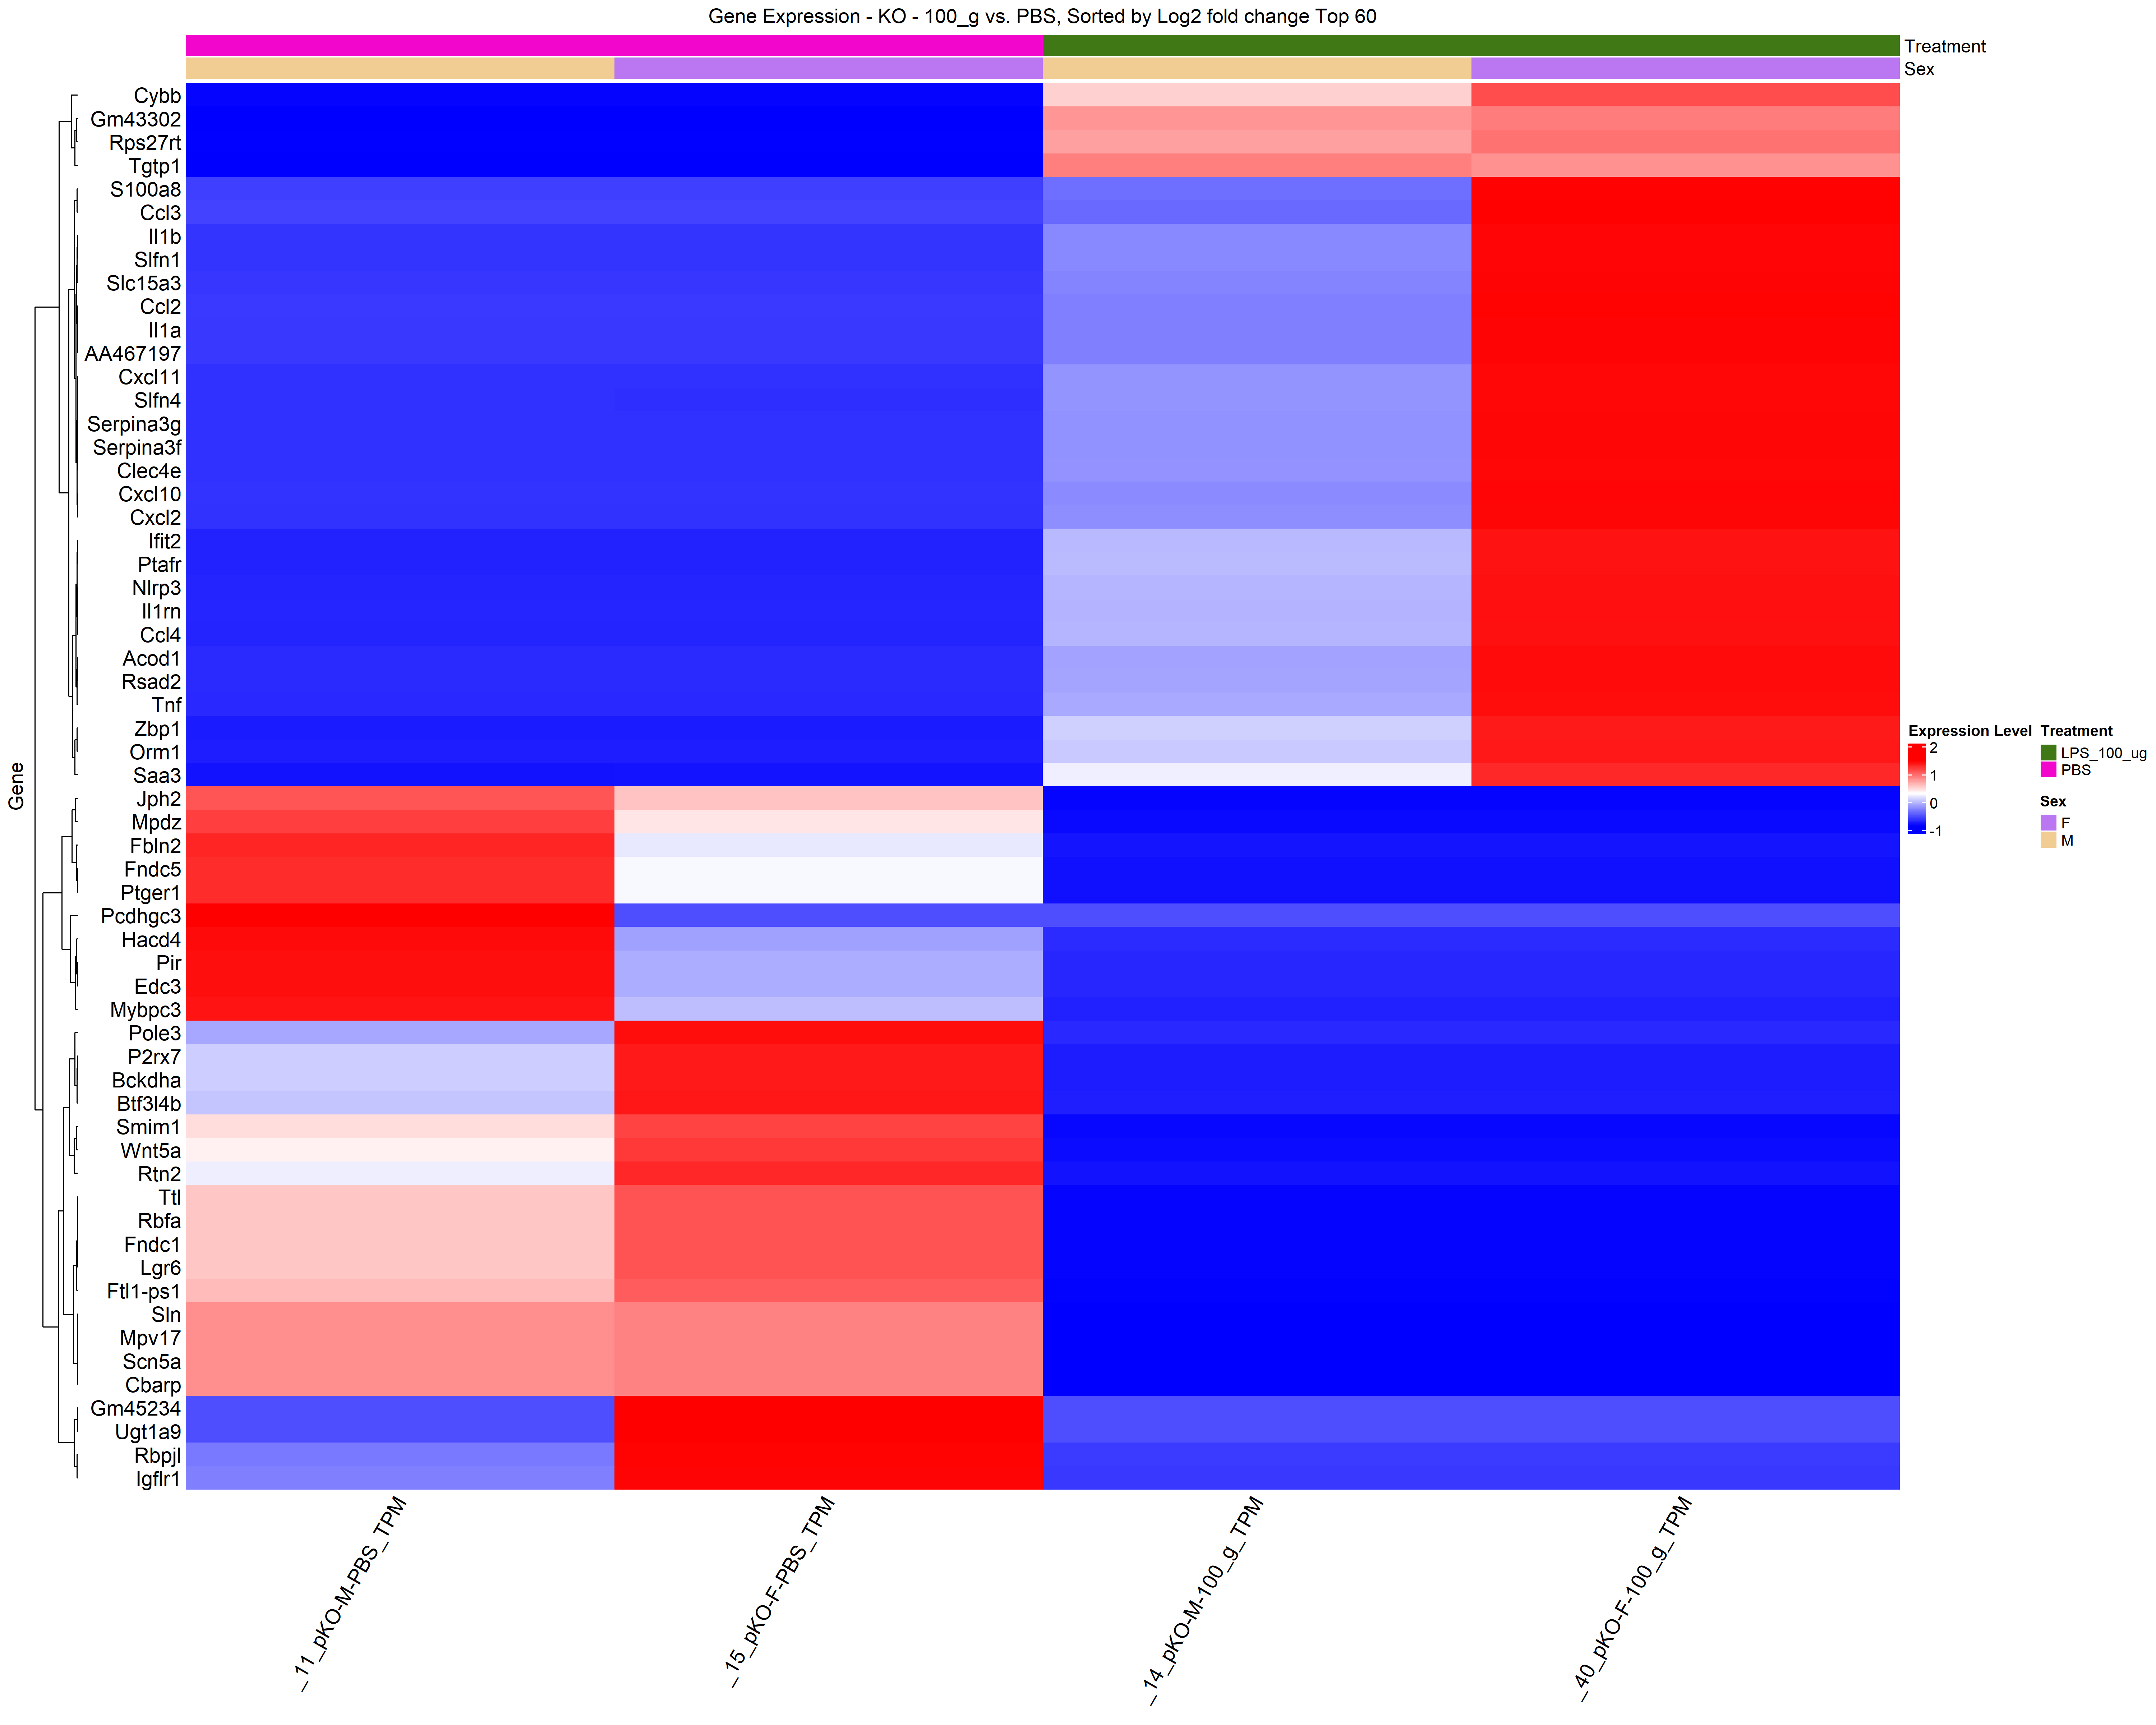 Gene Expression - KO - 100_g vs. PBS, Sorted by Log2 fold change Top 60
Treatment
Sex
Cybb
Gm43302
Rps27rt
Tgtp1
S100a8
Ccl3
Il1b
Slfn1
Slc15a3
Ccl2
Il1a
AA467197
Cxcl11
Slfn4
Serpina3g
Serpina3f
Clec4e
Cxcl10
Cxcl2
Ifit2
Ptafr
Nlrp3
Il1rn
Ccl4
Acod1
Rsad2
Tnf
Zbp1
Orm1
Saa3
Jph2
Mpdz
Fbln2
Fndc5
Ptger1
Pcdhgc3
Hacd4
Pir
Edc3
Mybpc3
Pole3
P2rx7
Bckdha
Btf3l4b
Smim1
Wnt5a
Rtn2
Ttl
Rbfa
Fndc1
Lgr6
Ftl1-ps1
Sln
Mpv17
Scn5a
Cbarp
Gm45234
Ugt1a9
Rbpjl
Igflr1
Gene
_11_pKO-M-PBS_TPM
_15_pKO-F-PBS_TPM
_14_pKO-M-100_g_TPM
_40_pKO-F-100_g_TPM
Expression Level
2
1
0
-1
Treatment
LPS_100_ug
PBS
Sex
F
M